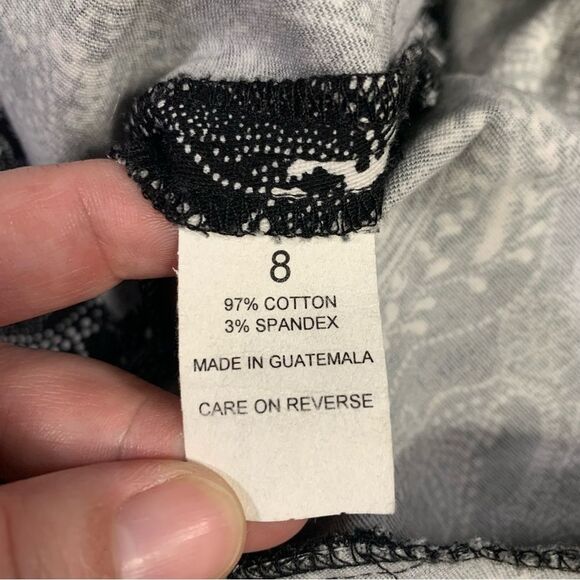 8
97% COTTON
3% SPANDEX
MADE IN GUATEMALA
CARE ON REVERSE